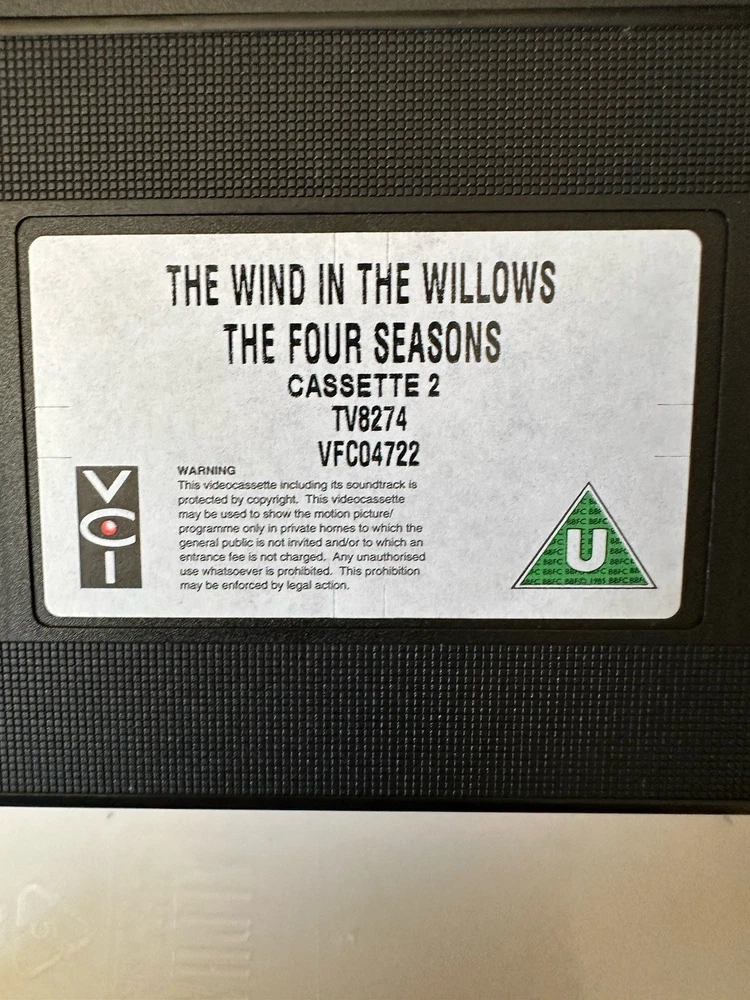 THE WIND IN THE WILLOWS
THE FOUR SEASONS
CASSETTE 2
TV8274
VFC04722
VCI
WARNING
This videocassette including its soundtrack is
protected by copyright. This videocassette
may be used to show the motion picture/
programme only in private homes to which the
general public is not invited and/or to which an
entrance fee is not charged. Any unauthorised
use whatsoever is prohibited. This prohibition
may be enforced by legal action.
U
BBFC 1985